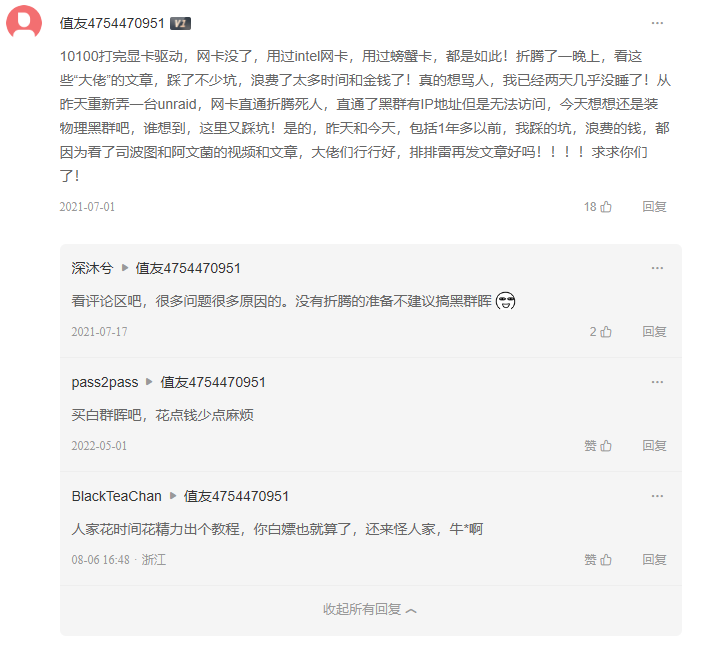 值友4754470951 V1
10100打完显卡驱动，网卡没了，用过intel网卡，用过螃蟹卡，都是如此！折腾了一晚上，看这
些“大佬”的文章，踩了不少坑，浪费了太多时间和金钱了！真的想骂人，我已经两天几乎没睡了！从
昨天重新弄一台unraid，网卡直通折腾死人，直通了黑群有IP地址但是无法访问，今天想想还是装
物理黑群吧，谁想到，这里又踩坑！是的，昨天和今天，包括1年多以前，我踩的坑，浪费的钱，都
因为看了司波图和阿文菌的视频和文章，大佬们行行好，排排雷再发文章好吗！！！！求求你们
了！
2021-07-01 18 回复
深沐兮 ▶ 值友4754470951
看评论区吧，很多问题很多原因的。没有折腾的准备不建议搞黑群晖
2021-07-17 2 回复
pass2pass ▶ 值友4754470951
买白群晖吧，花点钱少点麻烦
2022-05-01 赞 回复
BlackTeaChan ▶ 值友4754470951
人家花时间花精力出个教程，你白嫖也就算了，还来怪人家，牛*啊
08-06 16:48 · 浙江 赞 回复
收起所有回复